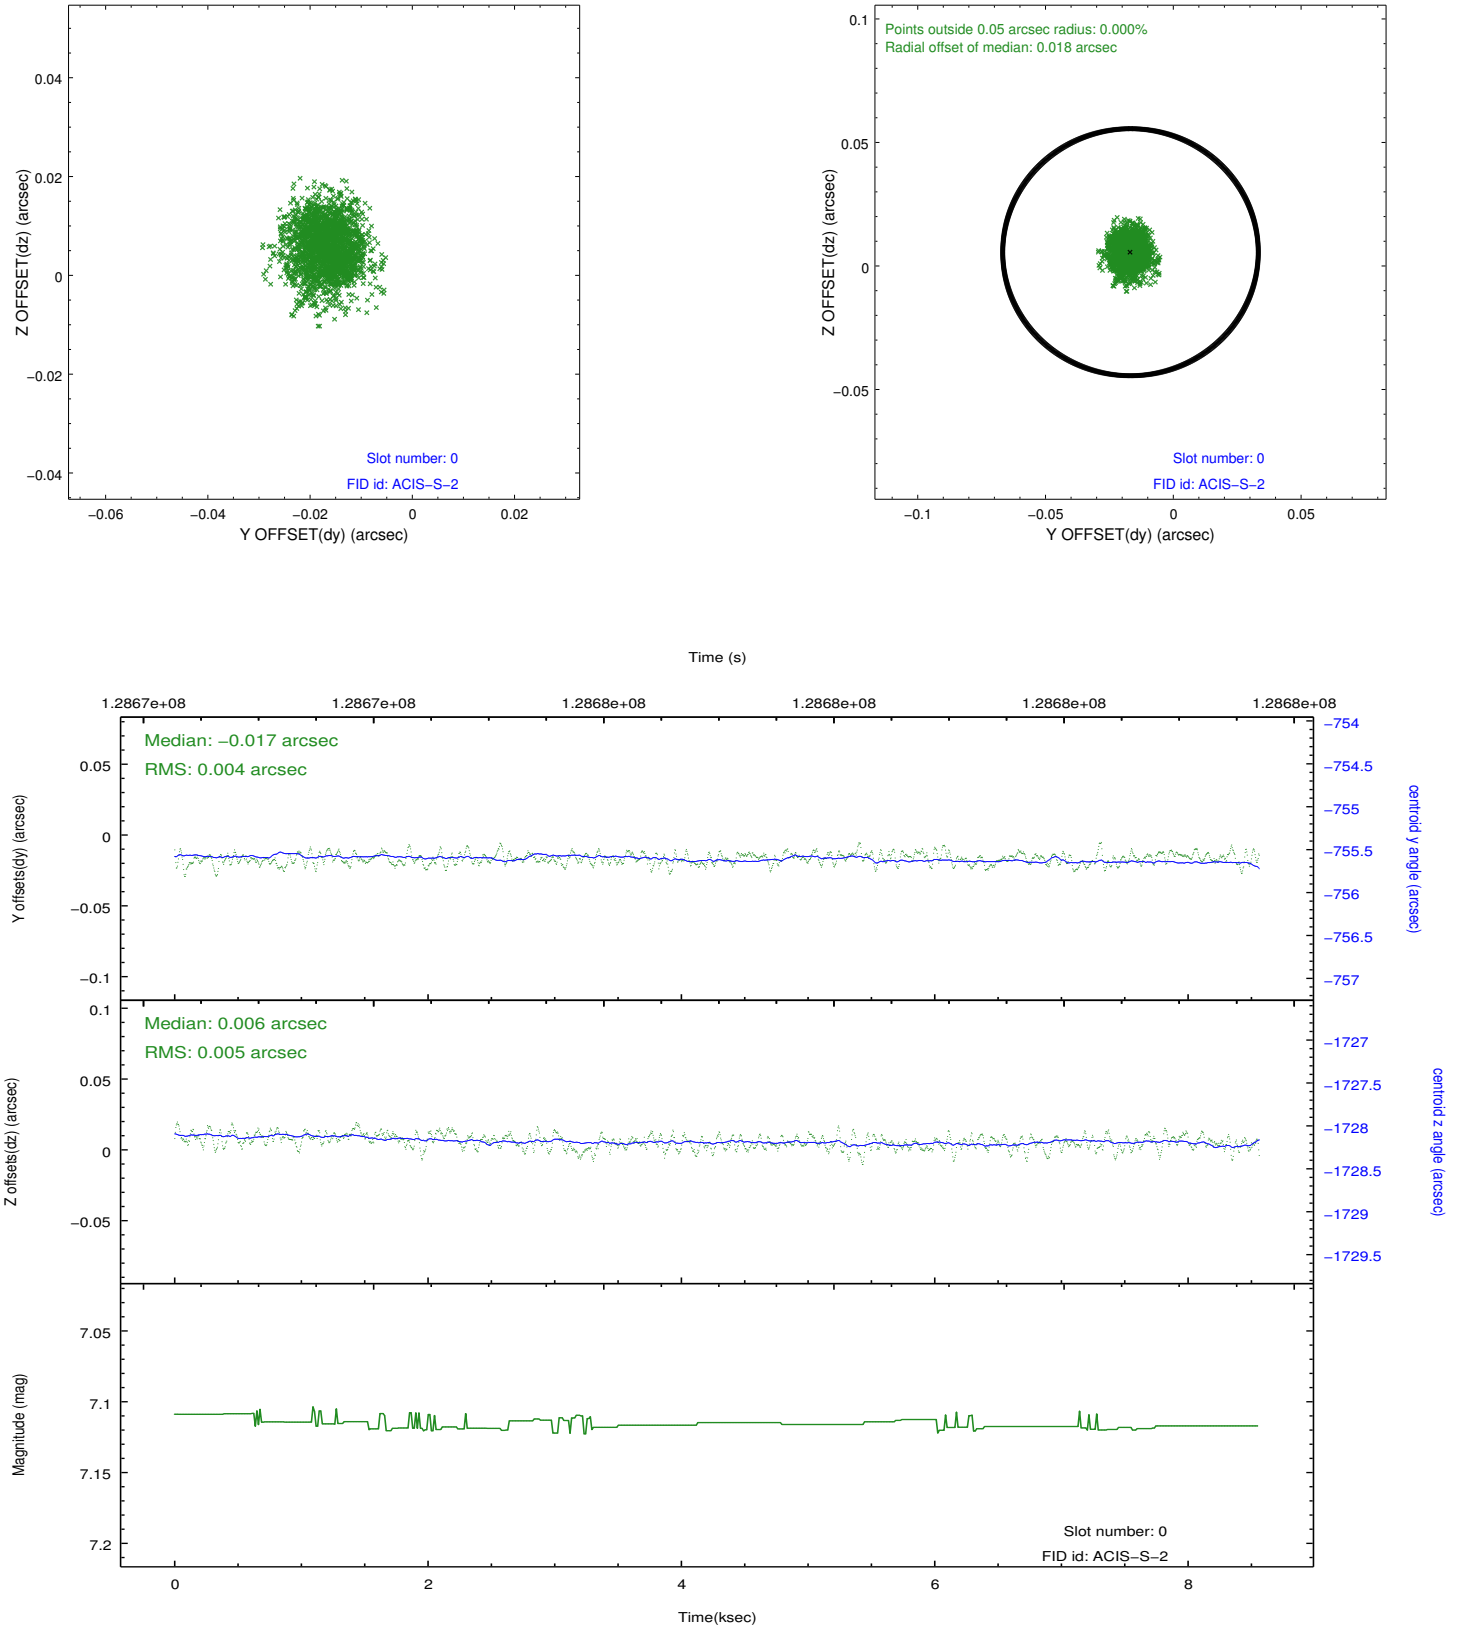 0.04
0.02
0
−0.02
−0.04
Z OFFSET(dz) (arcsec)
Slot number: 0
FID id: ACIS−S−2
−0.06
−0.04
−0.02
0
0.02
Y OFFSET(dy) (arcsec)
Points outside 0.05 arcsec radius: 0.000%
Radial offset of median: 0.018 arcsec
0.1
0.05
0
−0.05
Z OFFSET(dz) (arcsec)
Slot number: 0
FID id: ACIS−S−2
−0.1
−0.05
0
0.05
Y OFFSET(dy) (arcsec)
Time (s)
1.2867e+08
1.2867e+08
1.2868e+08
1.2868e+08
1.2868e+08
1.2868e+08
Median: −0.017 arcsec
RMS: 0.004 arcsec
0.05
0
−0.05
−0.1
Y offsets(dy) (arcsec)
−754
−754.5
−755
−755.5
−756
−756.5
−757
centroid y angle (arcsec)
Median: 0.006 arcsec
RMS: 0.005 arcsec
0.1
0.05
0
−0.05
Z offsets(dz) (arcsec)
−1727
−1727.5
−1728
−1728.5
−1729
−1729.5
centroid z angle (arcsec)
7.05
7.1
7.15
7.2
Magnitude (mag)
Slot number: 0
FID id: ACIS−S−2
0
2
4
6
8
Time(ksec)